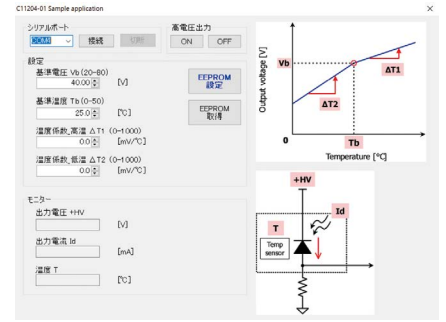 C11204-01 Sample application
シリアルポート
接続
切断
高電圧出力
ON
OFF
設定
基準電圧 Vb (20-80)
40.00
[V]
基準温度 Tb (0-50)
25.0
[℃]
温度係数_高温 ΔT1 (0-1000)
0.0
[mV/℃]
温度係数_低温 ΔT2 (0-1000)
0.0
[mV/℃]
EEPROM
設定
EEPROM
取得
モニター
出力電圧 +HV
[V]
出力電流 Id
[mA]
温度 T
[℃]
Output voltage [V]
Vb
ΔT1
ΔT2
0
Tb
Temperature [℃]
+HV
Id
T
Temp
sensor